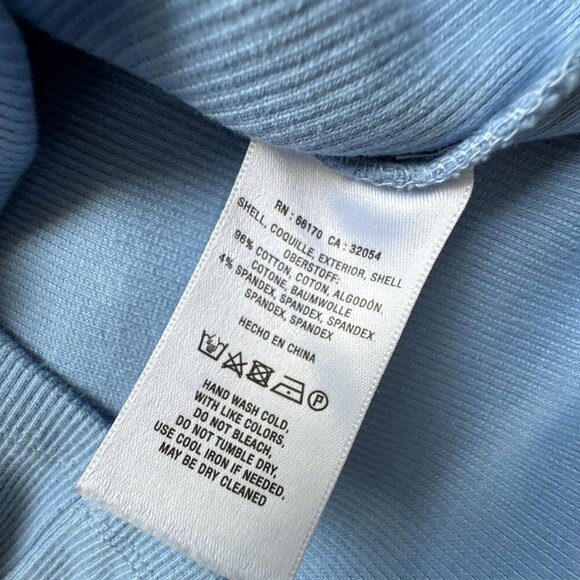 RN : 66170 CA : 32054
SHELL, COQUILLE, EXTERIOR, SHELL
OBERSTOFF:
96% COTTON, COTON, ALGODÓN,
COTONE, BAUMWOLLE
4% SPANDEX, SPANDEX, SPANDEX
SPANDEX, SPANDEX
HECHO EN CHINA
P
HAND WASH COLD,
WITH LIKE COLORS,
DO NOT BLEACH,
DO NOT TUMBLE DRY,
USE COOL IRON IF NEEDED,
MAY BE DRY CLEANED